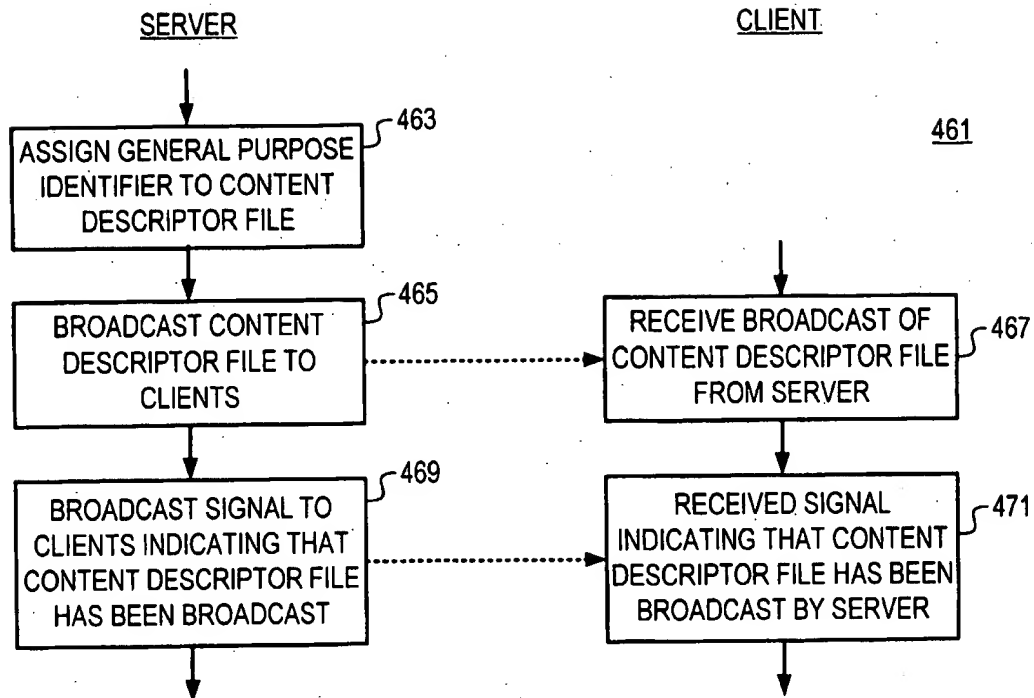 SERVER
CLIENT
463
461
ASSIGN GENERAL PURPOSE
IDENTIFIER TO CONTENT
DESCRIPTOR FILE
465
BROADCAST CONTENT
DESCRIPTOR FILE TO
CLIENTS
467
RECEIVE BROADCAST OF
CONTENT DESCRIPTOR FILE
FROM SERVER
469
BROADCAST SIGNAL TO
CLIENTS INDICATING THAT
CONTENT DESCRIPTOR FILE
HAS BEEN BROADCAST
471
RECEIVED SIGNAL
INDICATING THAT CONTENT
DESCRIPTOR FILE HAS BEEN
BROADCAST BY SERVER